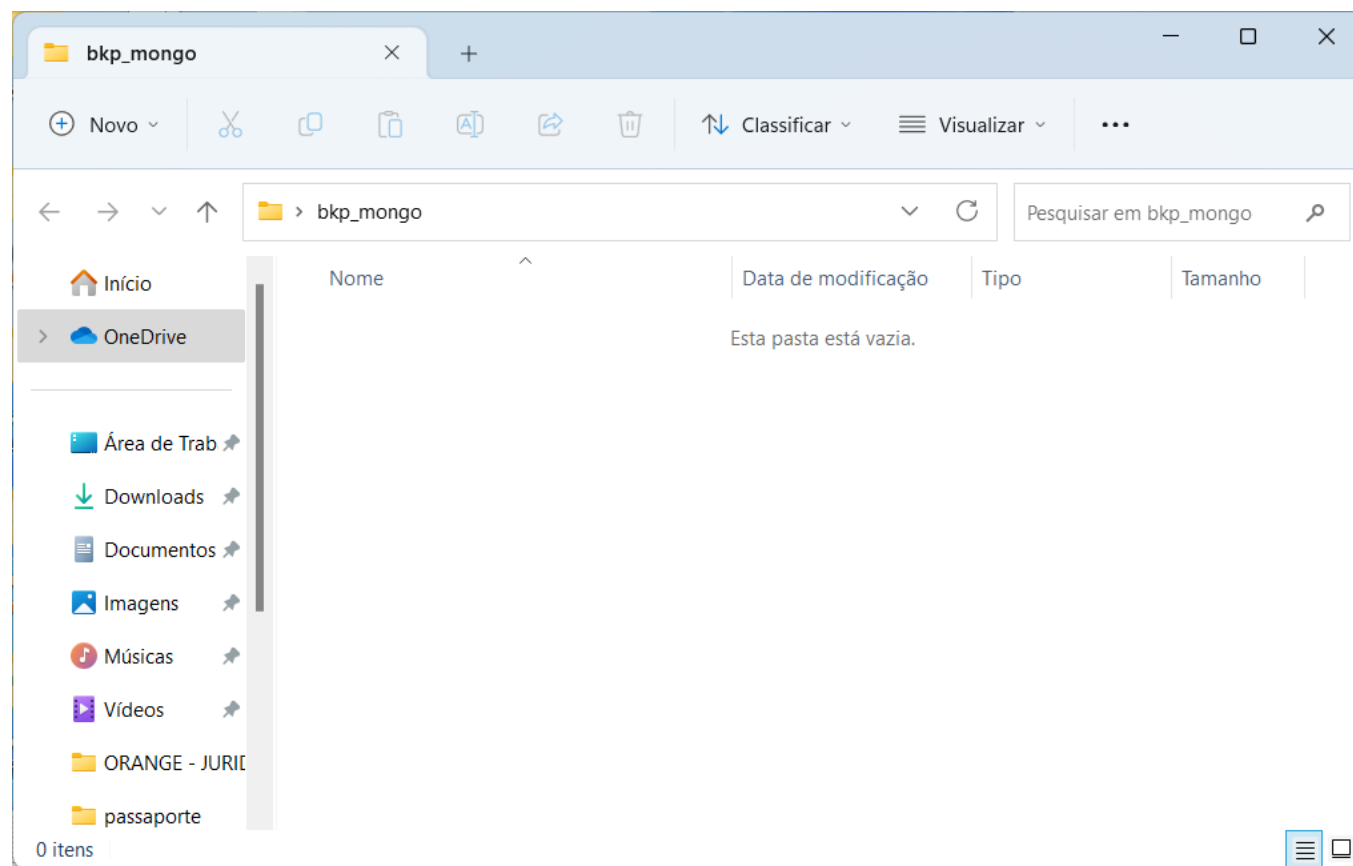 bkp_mongo
Novo
Classificar
Visualizar
bkp_mongo
Pesquisar em bkp_mongo
Nome
Data de modificação
Tipo
Tamanho
Esta pasta está vazia.
Início
OneDrive
Área de Trab
Downloads
Documentos
Imagens
Músicas
Vídeos
ORANGE - JURID
passaporte
0 itens